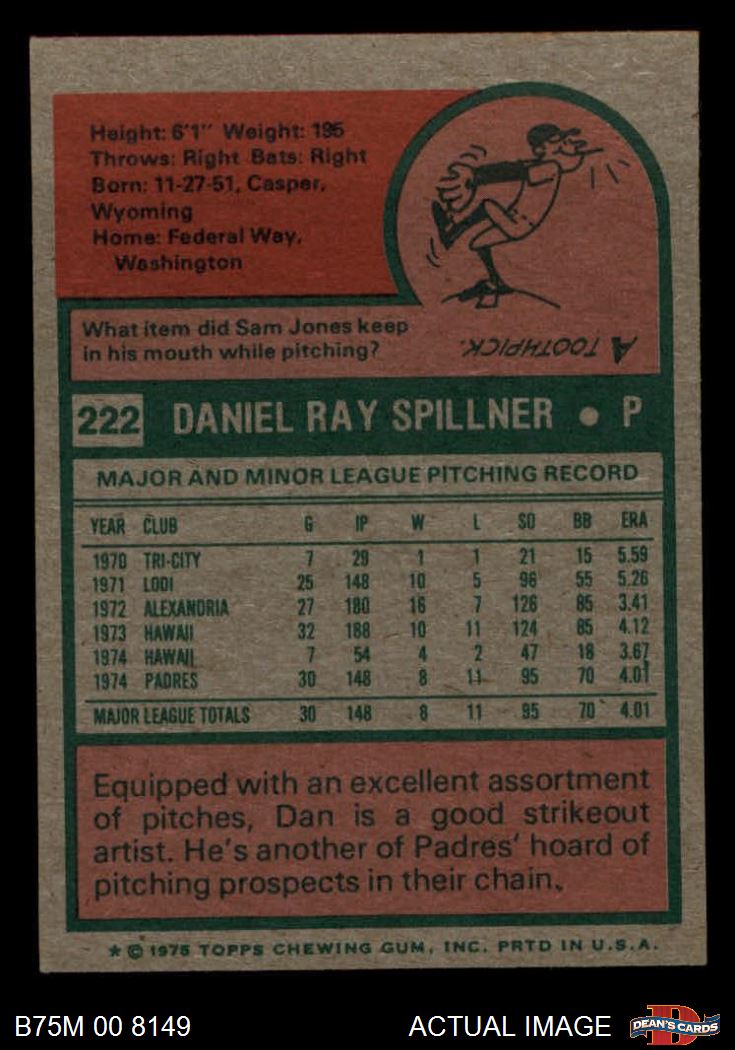 Height: 6'1" Weight: 195
Throws: Right Bats: Right
Born: 11-27-51, Casper,
Wyoming
Home: Federal Way,
Washington
What item did Sam Jones keep
in his mouth while pitching?
A TOOTHPICK.
222 DANIEL RAY SPILLNER ● P
MAJOR AND MINOR LEAGUE PITCHING RECORD
YEAR CLUB G IP W L SO BB ERA
1970 TRI-CITY 7 29 1 1 21 15 5.59
1971 LODI 25 148 10 5 96 55 5.26
1972 ALEXANDRIA 27 180 16 7 126 85 3.41
1973 HAWAII 32 188 10 11 124 85 4.12
1974 HAWAII 7 54 4 2 47 18 3.67
1974 PADRES 30 148 8 11 95 70 4.01
MAJOR LEAGUE TOTALS 30 148 8 11 95 70 4.01
Equipped with an excellent assortment
of pitches, Dan is a good strikeout
artist. He's another of Padres' hoard of
pitching prospects in their chain.
* © 1975 TOPPS CHEWING GUM, INC. PRTD IN U.S.A.
B75M 00 8149 ACTUAL IMAGE D DEAN'S CARDS